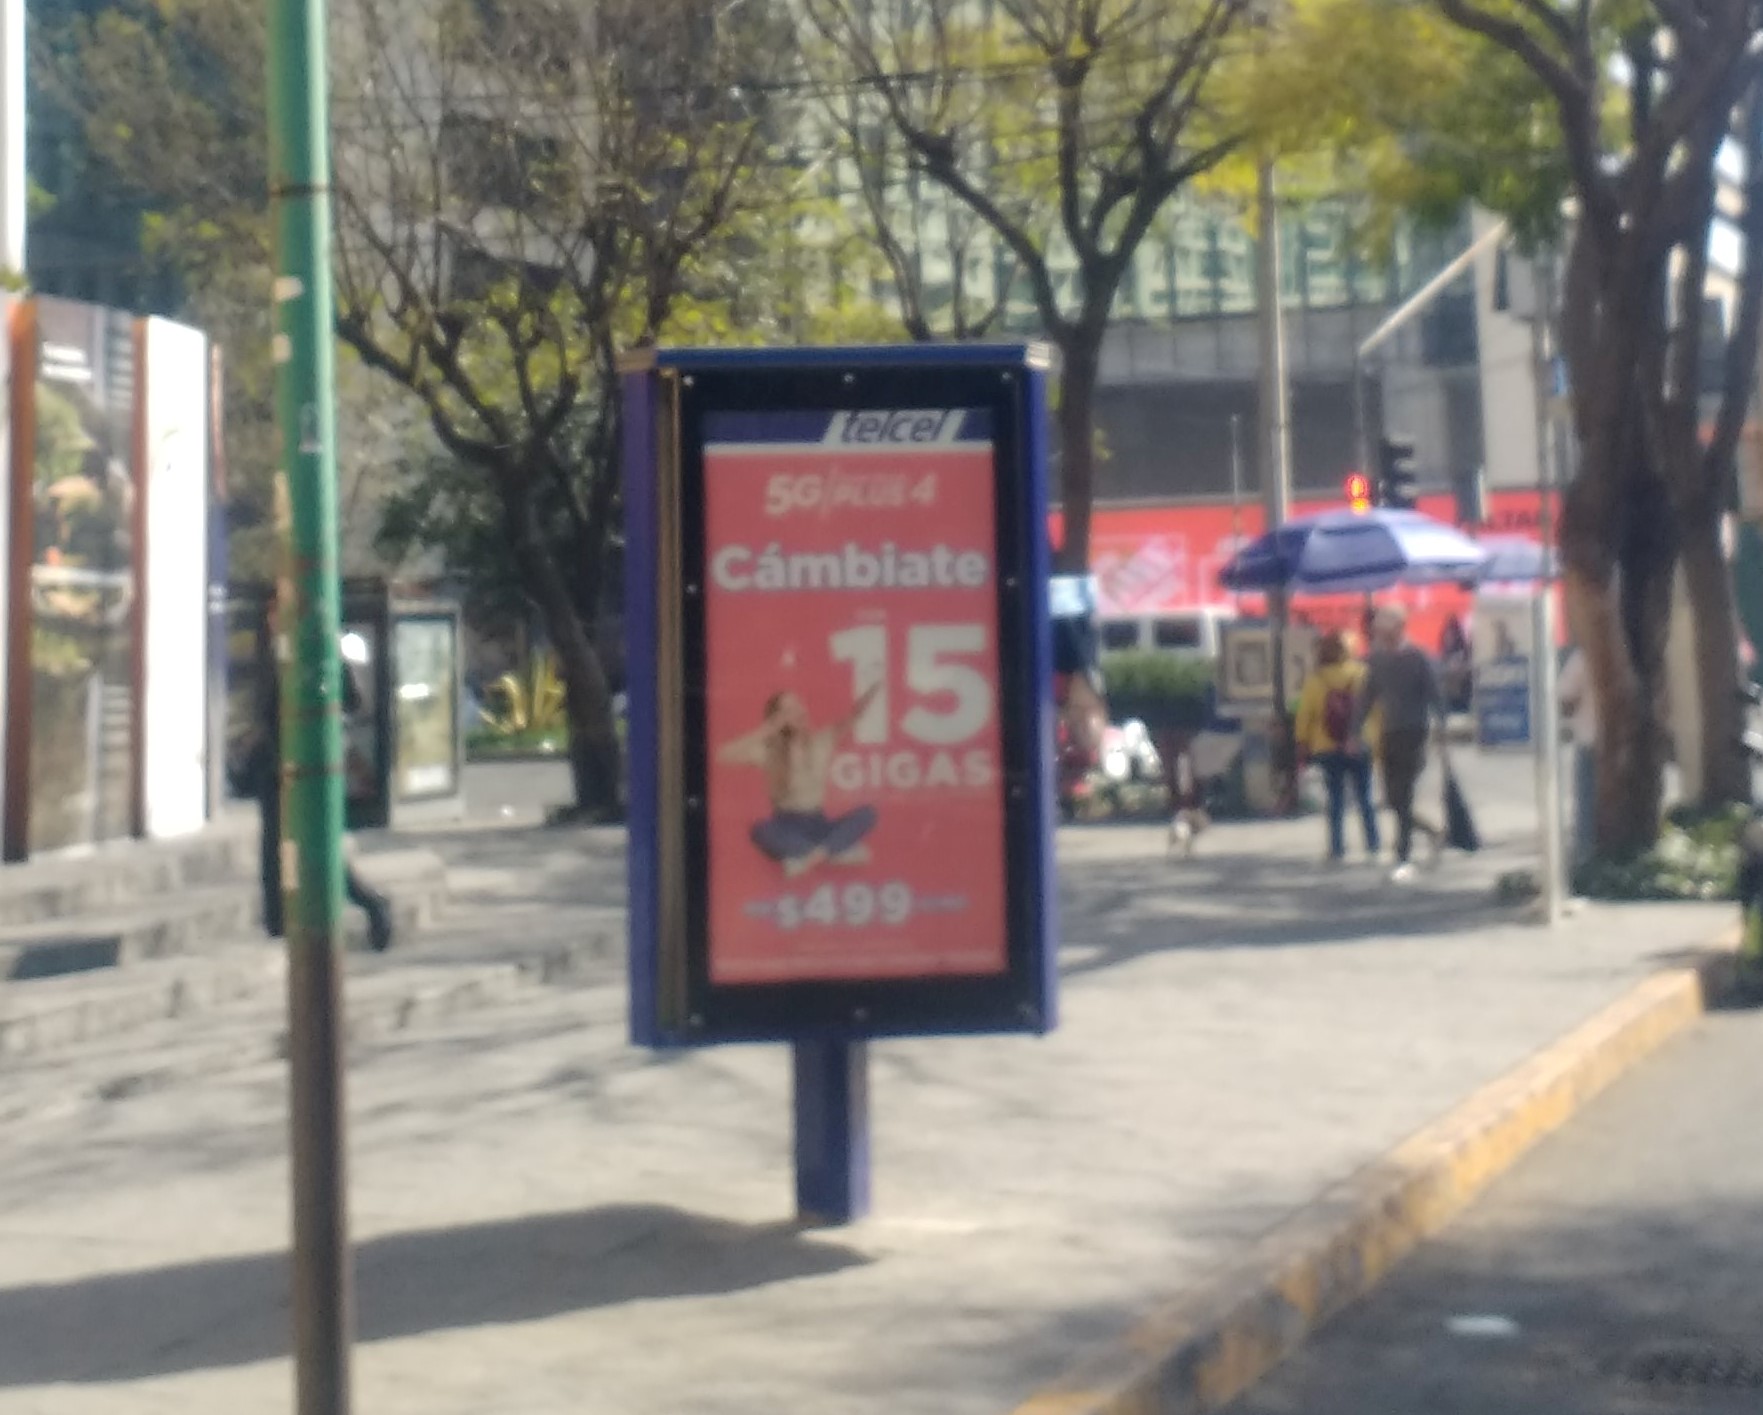 telcel
5G PLUS 4
Cámbiate
15
GIGAS
$499